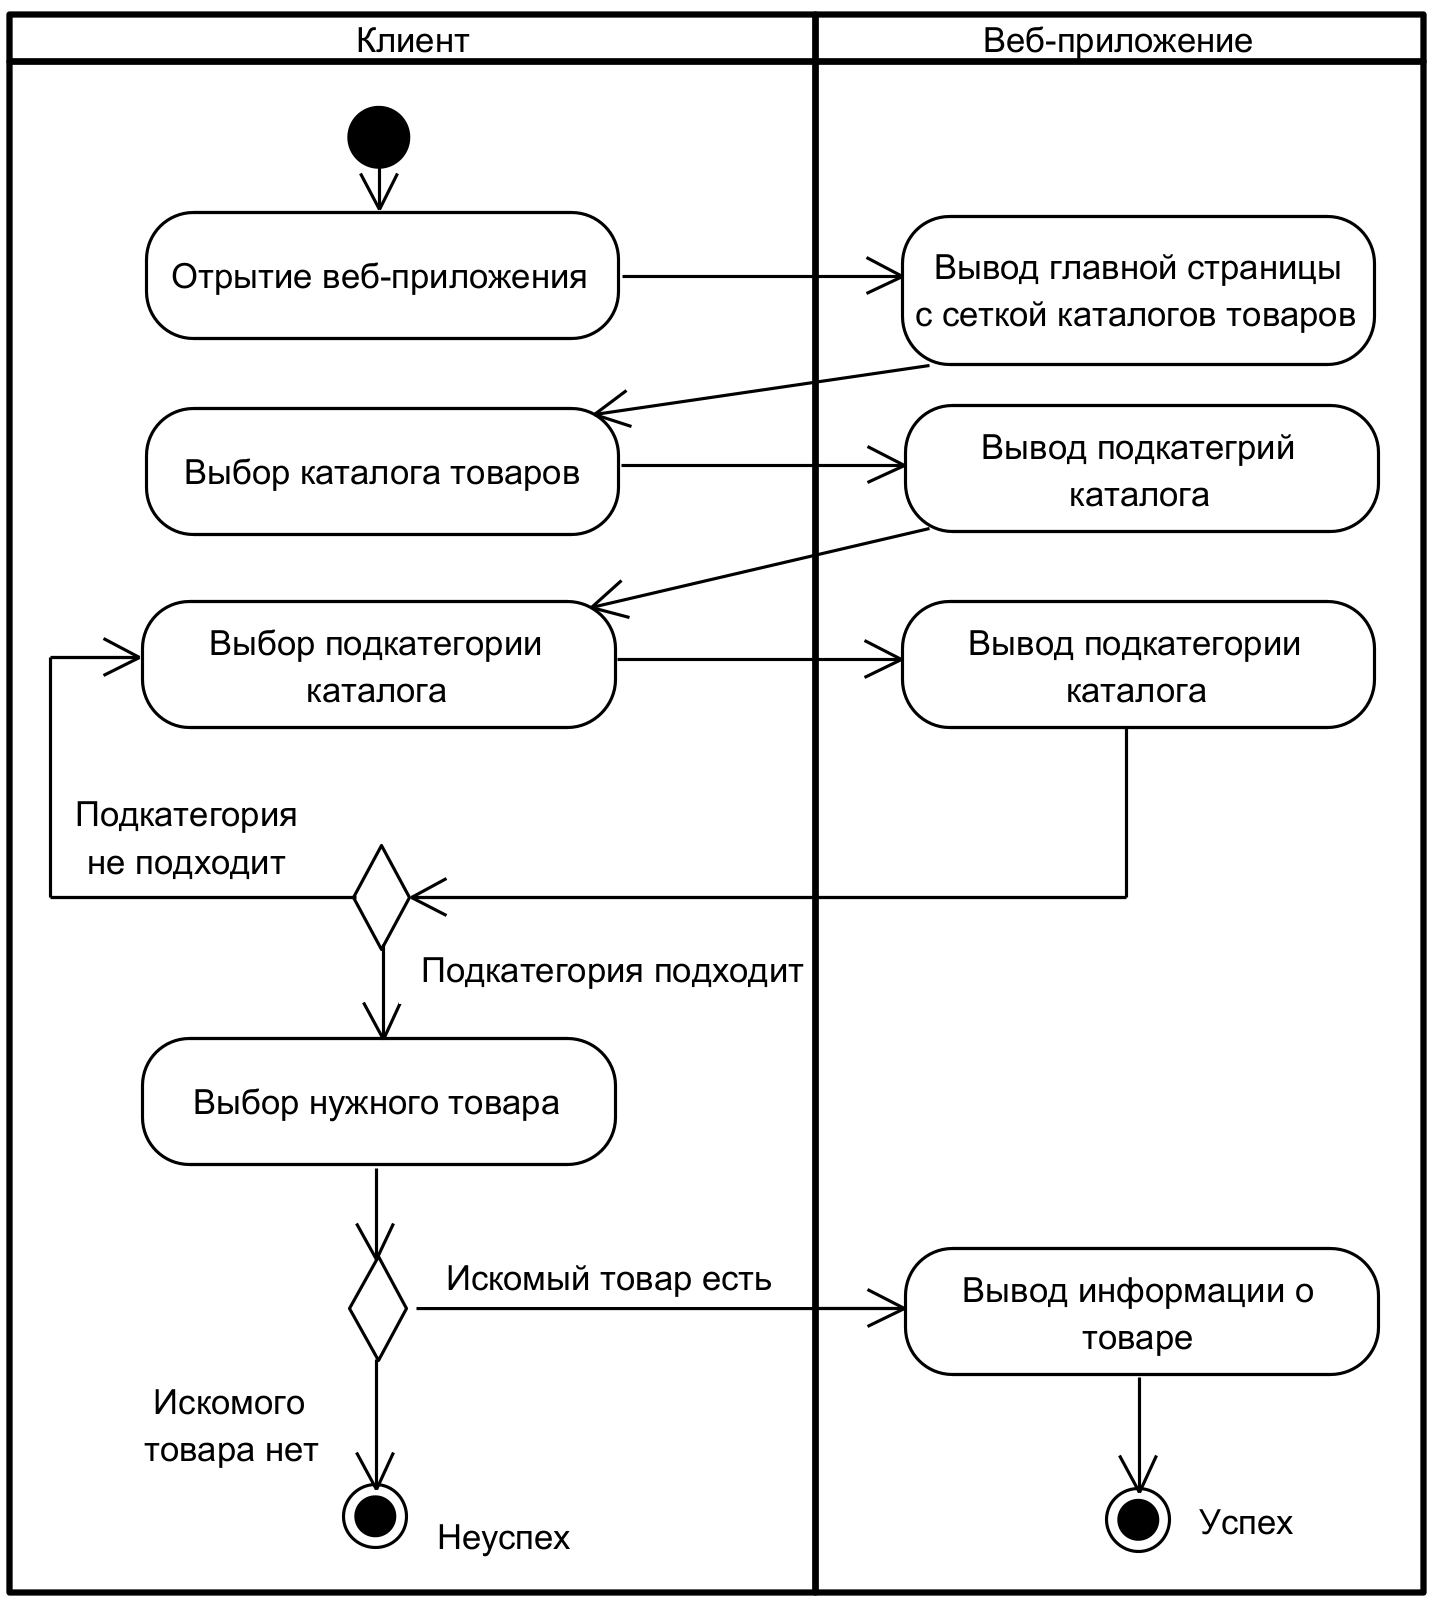 Клиент
Веб-приложение
Отрытие веб-приложения
Вывод главной страницы
с сеткой каталогов товаров
Выбор каталога товаров
Вывод подкатегрий
каталога
Выбор подкатегории
каталога
Вывод подкатегории
каталога
Подкатегория
не подходит
Подкатегория подходит
Выбор нужного товара
Искомый товар есть
Вывод информации о
товаре
Искомого
товара нет
Неуспех
Успех